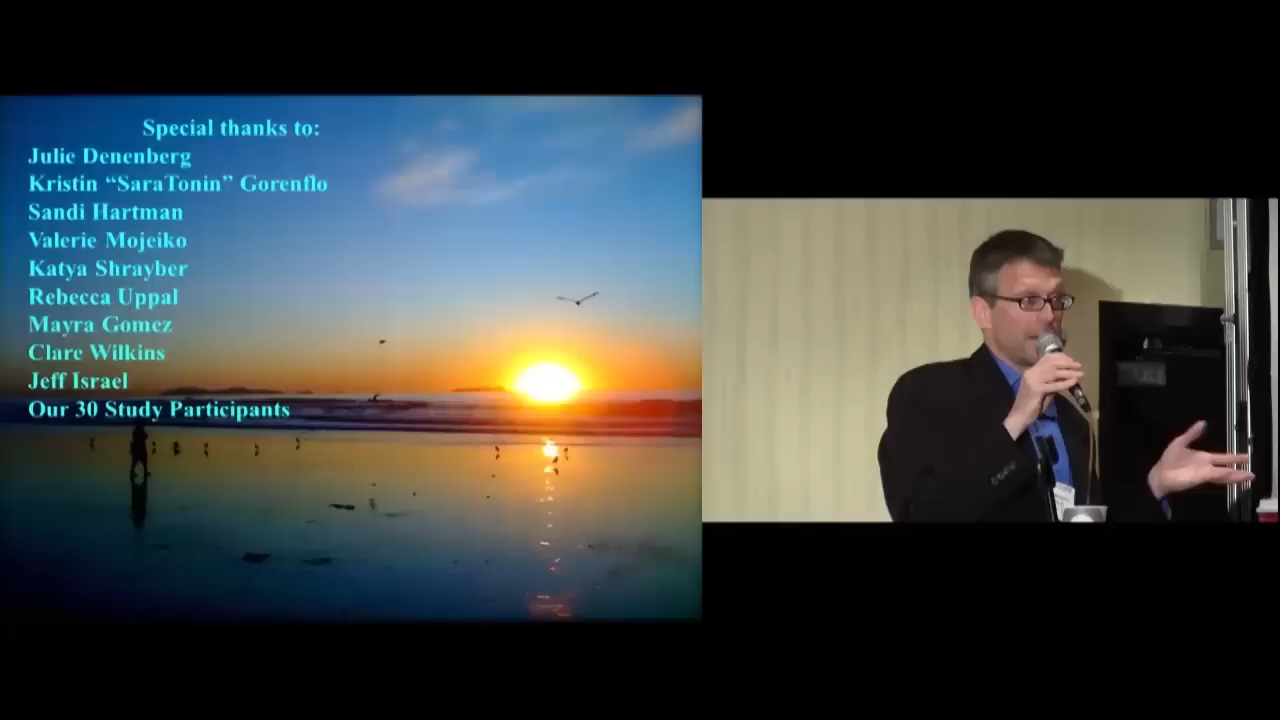 Special thanks to:
Julie Denenberg
Kristin “SaraTonin” Gorenflo
Sandi Hartman
Valerie Mojeiko
Katya Shrayber
Rebecca Uppal
Mayra Gomez
Clare Wilkins
Jeff Israel
Our 30 Study Participants